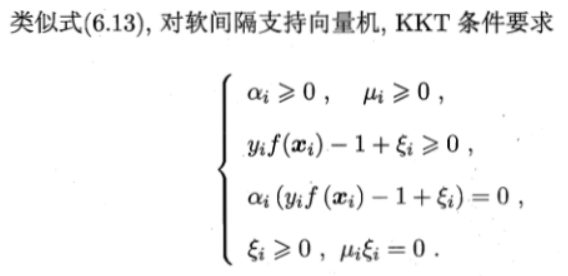 类似式(6.13), 对软间隔支持向量机, KKT 条件要求
αᵢ ⩾ 0 , μᵢ ⩾ 0 ,
yᵢf(𝒙ᵢ) − 1 + ξᵢ ⩾ 0 ,
αᵢ (yᵢf (𝒙ᵢ) − 1 + ξᵢ) = 0 ,
ξᵢ ⩾ 0 , μᵢξᵢ = 0 .